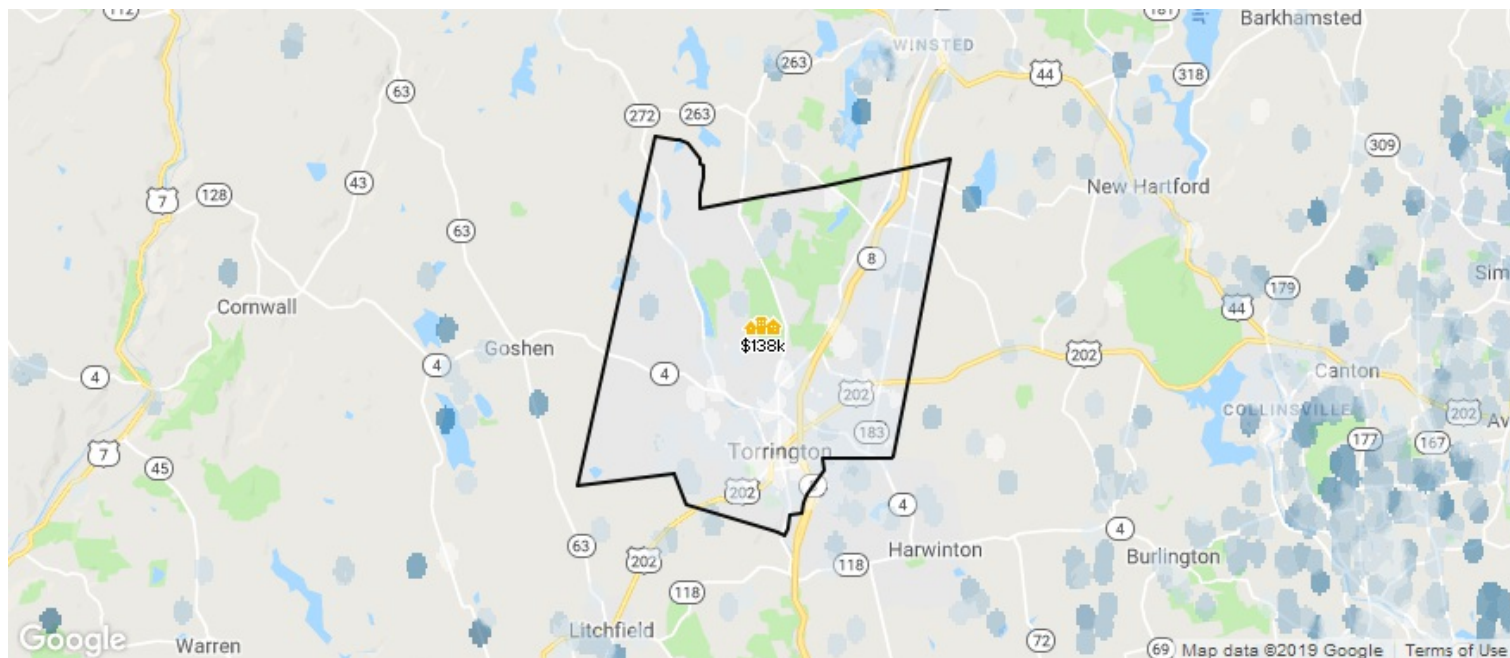 112
181
Barkhamsted
WINSTED
263
44
318
63
272
263
309
43
128
7
New Hartford
63
8
Cornwall
179
Sim
44
Goshen
$138k
4
4
4
202
Canton
202
COLLINSVILLE
202
Av
183
177
167
Torrington
7
45
202
4
4
63
202
118
Harwinton
Burlington
118
Litchfield
72
Google
Warren
69
Map data ©2019 Google
Terms of Use